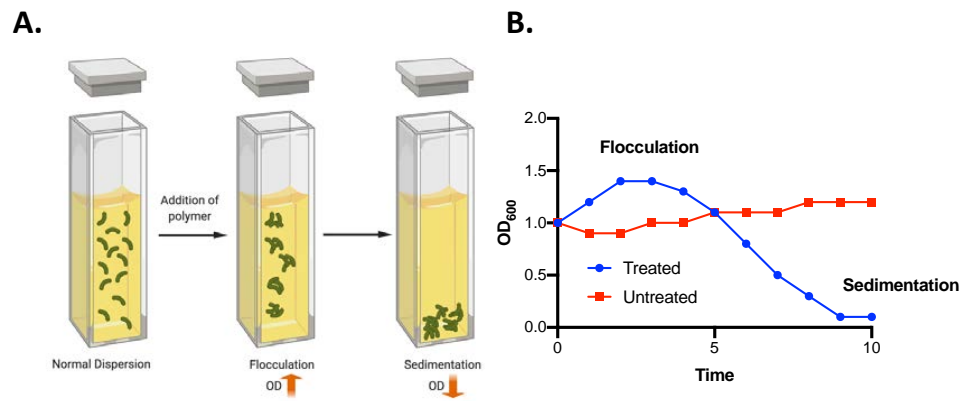 A.
Addition of
polymer
Normal Dispersion
Flocculation
OD
Sedimentation
OD
B.
2.0
1.5
1.0
0.5
0.0
OD600
Flocculation
Treated
Untreated
Sedimentation
0
5
10
Time